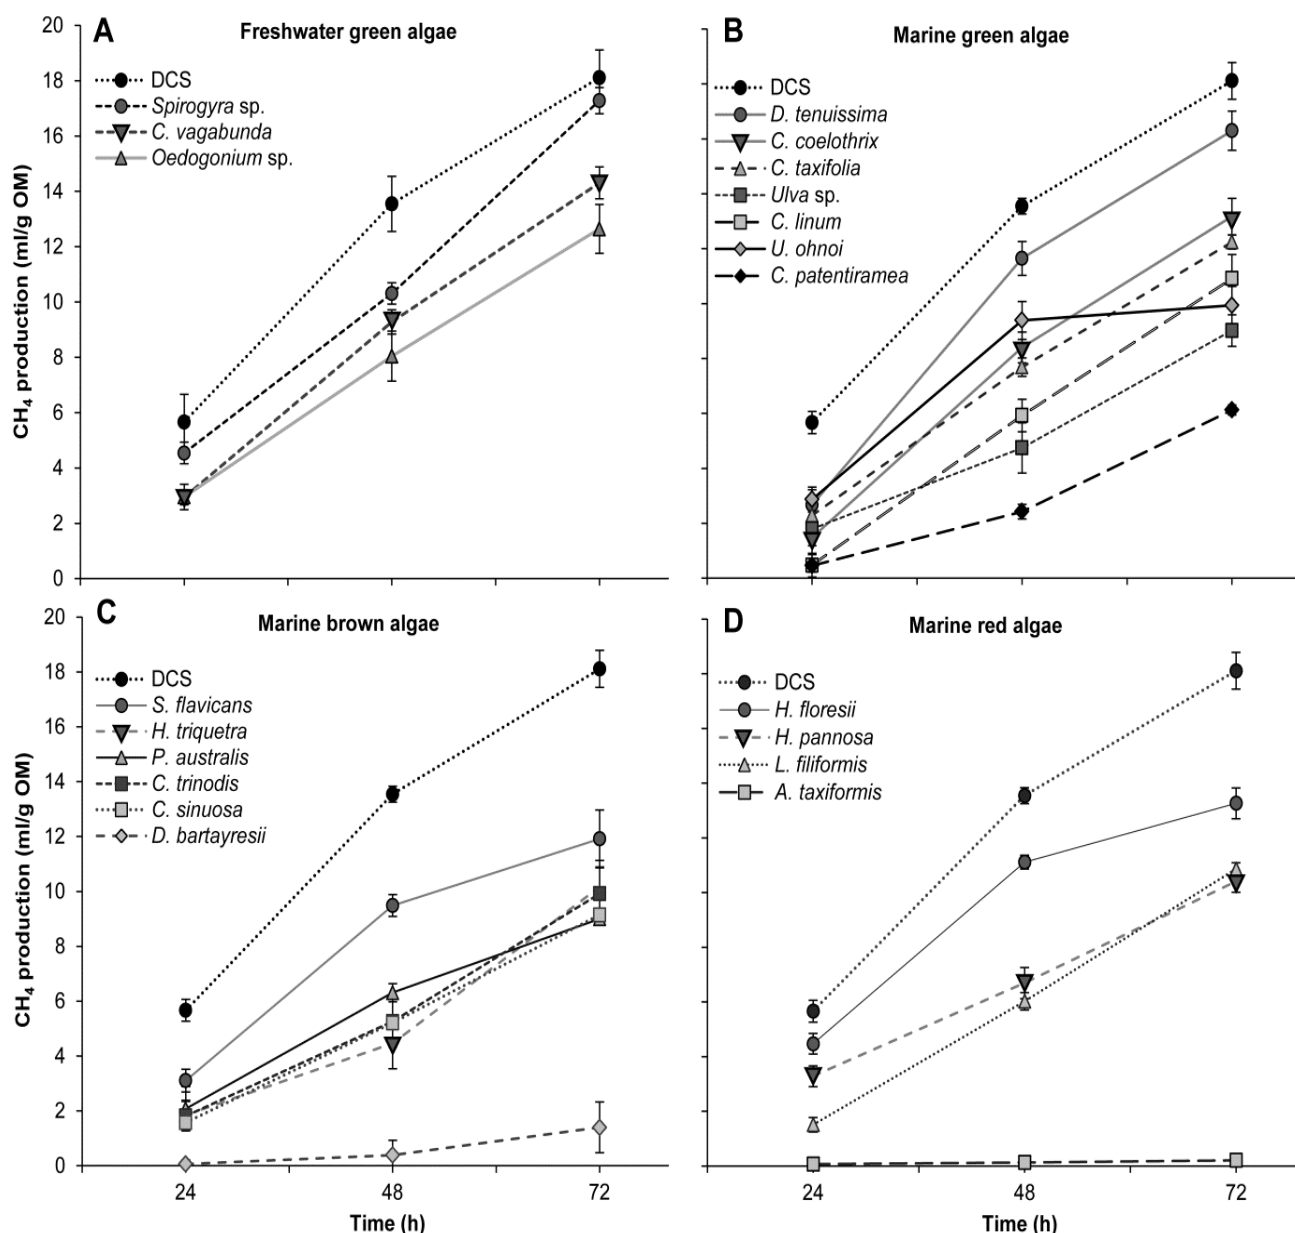 A
Freshwater green algae
DCS
Spirogyra sp.
C. vagabunda
Oedogonium sp.
CH4 production (ml/g OM)
20
18
16
14
12
10
8
6
4
2
0
B
Marine green algae
DCS
D. tenuissima
C. coelothrix
C. taxifolia
Ulva sp.
C. linum
U. ohnoi
C. patentiramea
C
Marine brown algae
DCS
S. flavicans
H. triquetra
P. australis
C. trinodis
C. sinuosa
D. bartayresii
CH4 production (ml/g OM)
20
18
16
14
12
10
8
6
4
2
0
24 48 72
Time (h)
D
Marine red algae
DCS
H. floresii
H. pannosa
L. filiformis
A. taxiformis
24 48 72
Time (h)